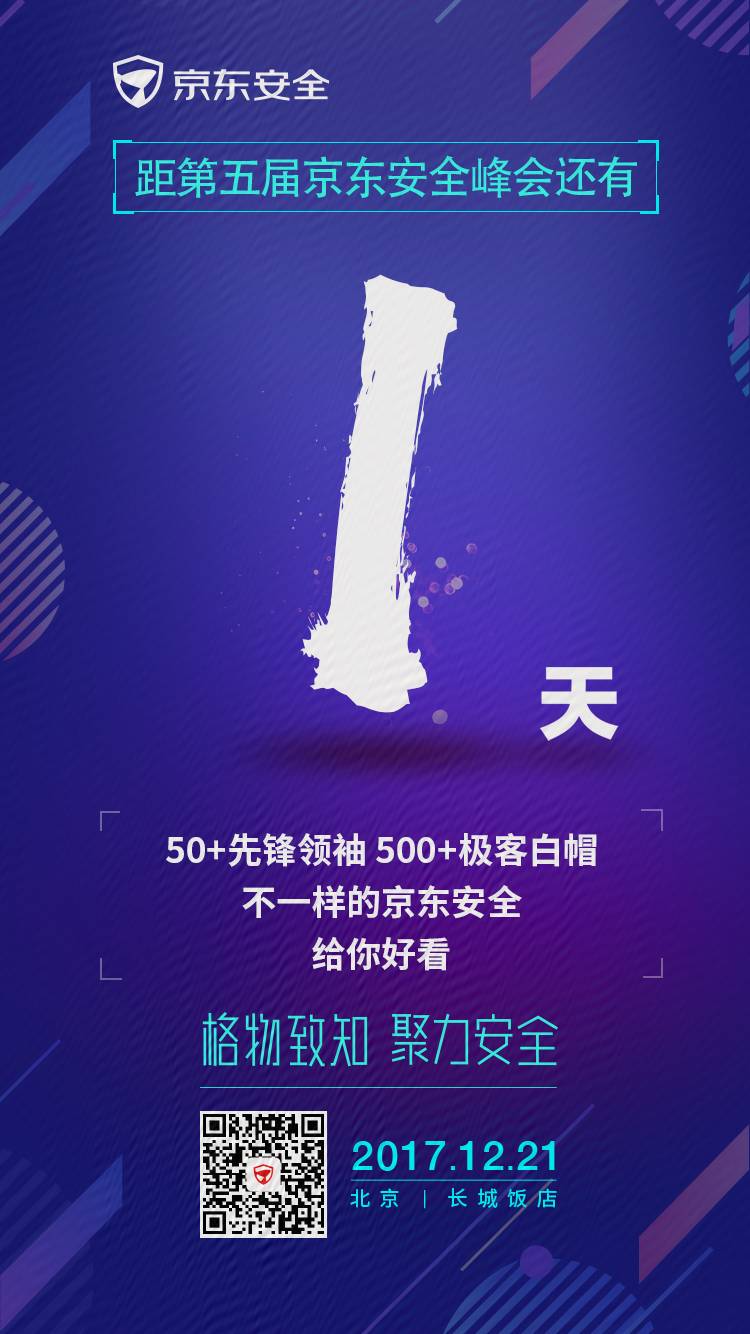 京东安全
距第五届京东安全峰会还有
1
天
50+先锋领袖 500+极客白帽
不一样的京东安全
给你好看
格物致知 聚力安全
2017.12.21
北京 | 长城饭店